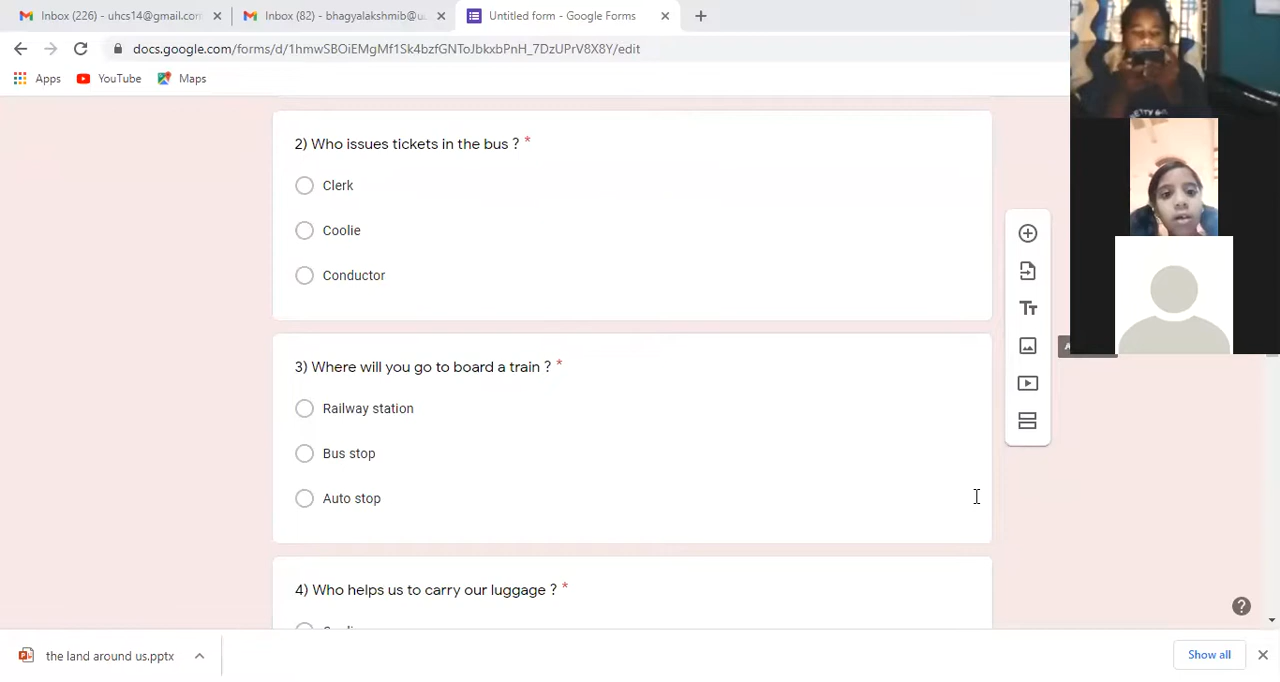 Inbox (226) - uhcs14@gmail.com
Inbox (82) - bhagyalakshmib@u
Untitled form - Google Forms
docs.google.com/forms/d/1hmwSBOiEMgMf1Sk4bzfGNToJbkxbPnH_7DzUPrV8X8Y/edit
Apps YouTube Maps
2) Who issues tickets in the bus ? *
Clerk
Coolie
Conductor
3) Where will you go to board a train ? *
Railway station
Bus stop
Auto stop
4) Who helps us to carry our luggage ? *
Tт
the land around us.pptx
Show all